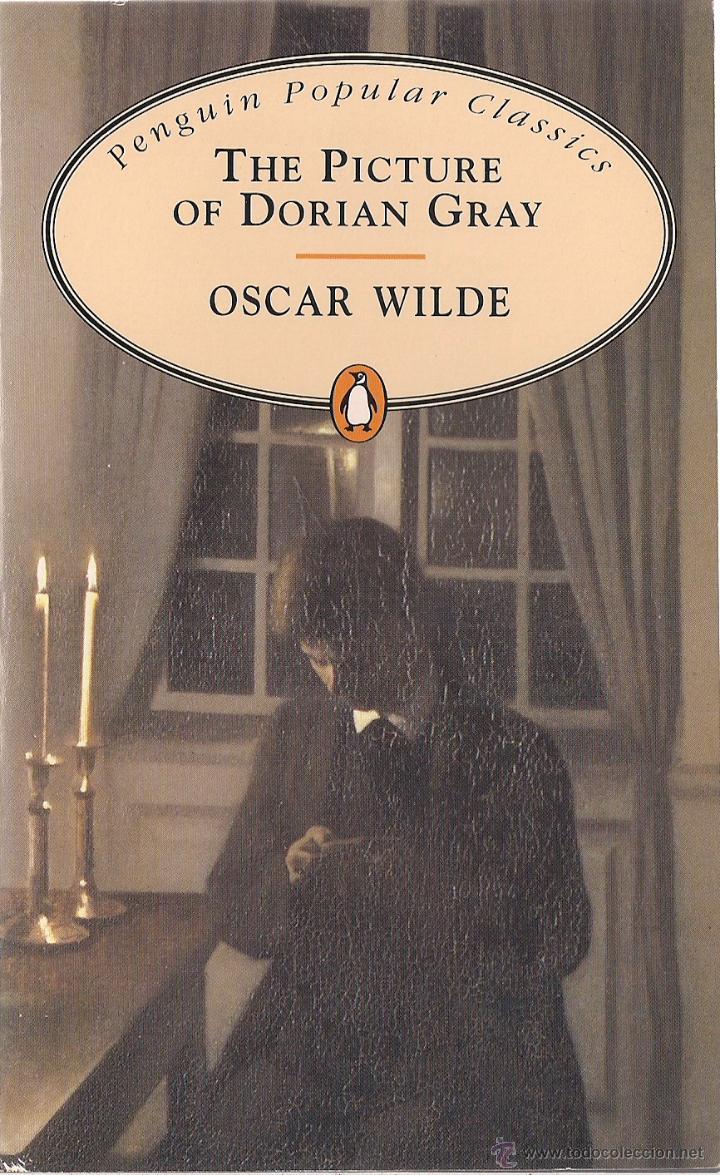 Penguin Popular Classics
THE PICTURE
OF DORIAN GRAY
OSCAR WILDE
www.todocoleccion.net